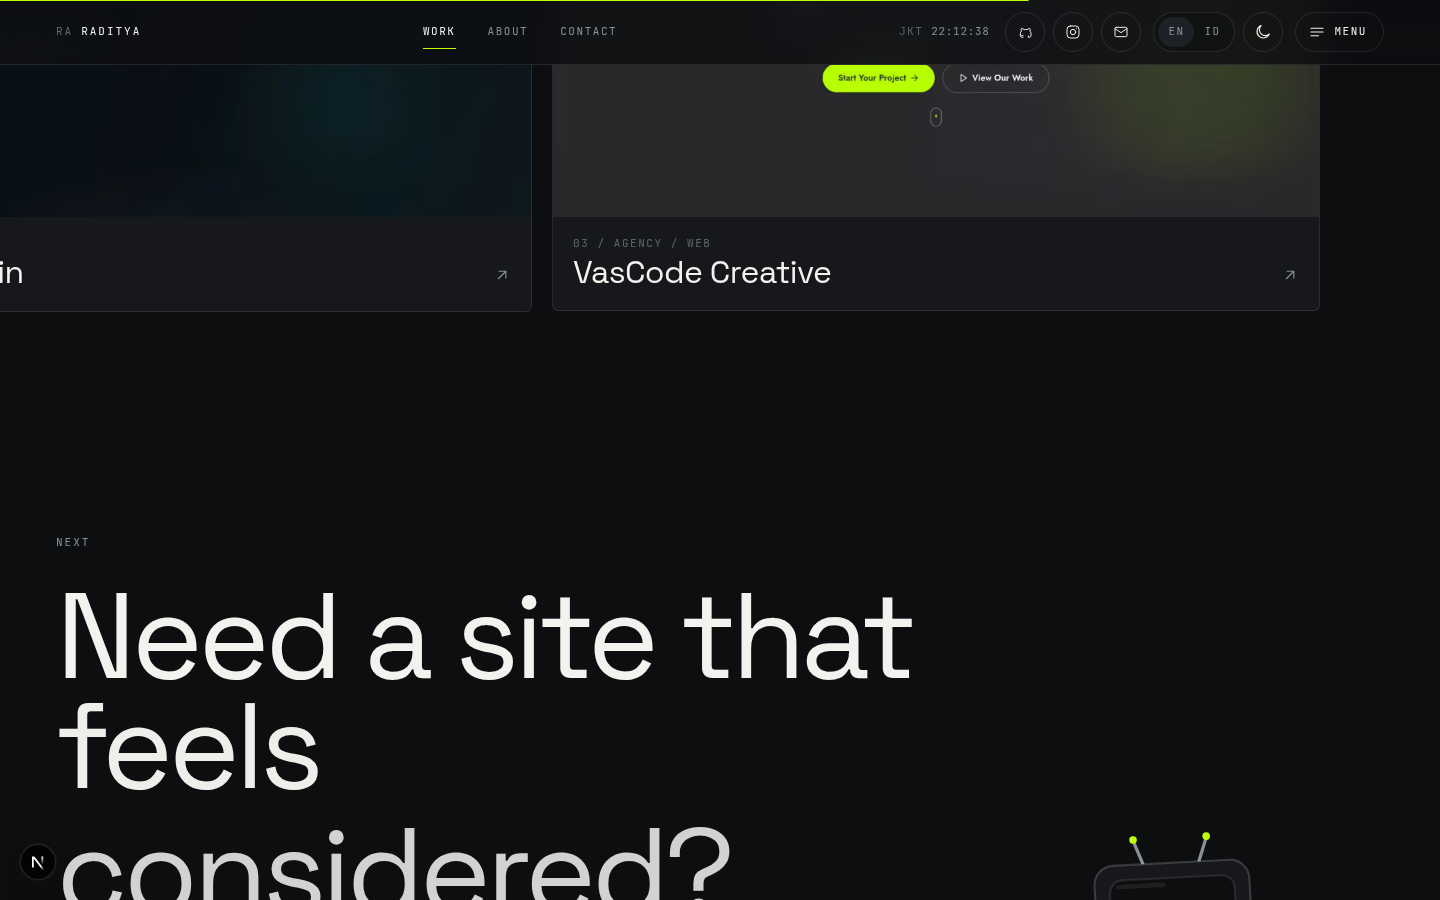 RA RADITYA
WORK
ABOUT
CONTACT
JKT 22:12:38
EN
ID
MENU
Start Your Project →
View Our Work
in
03 / AGENCY / WEB
VasCode Creative
NEXT
Need a site that
feels
considered?
N